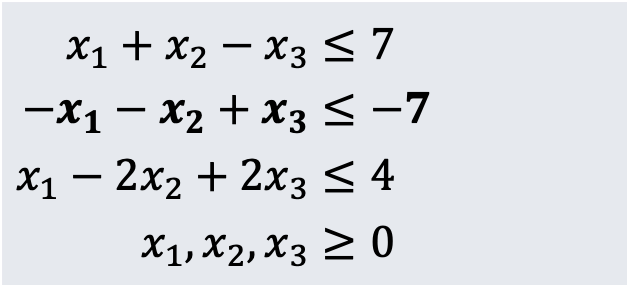 x₁ + x₂ − x₃ ≤ 7
−x₁ − x₂ + x₃ ≤ −7
x₁ − 2x₂ + 2x₃ ≤ 4
x₁, x₂, x₃ ≥ 0